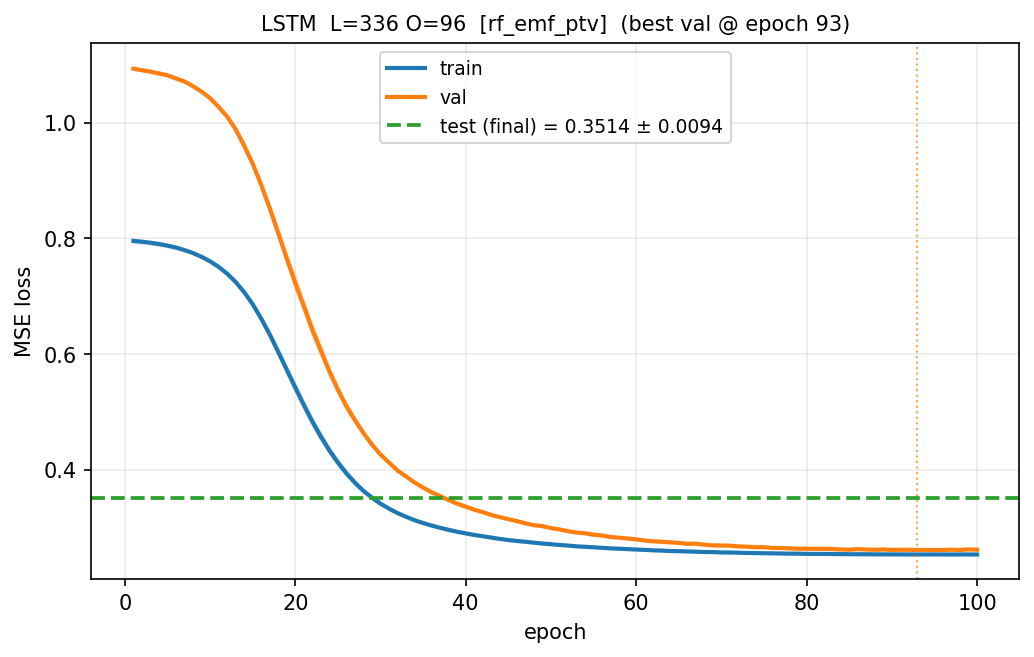 LSTM  L=336 O=96  [rf_emf_ptv]  (best val @ epoch 93)
train
val
test (final) = 0.3514 ± 0.0094
MSE loss
1.0
0.8
0.6
0.4
0
20
40
60
80
100
epoch